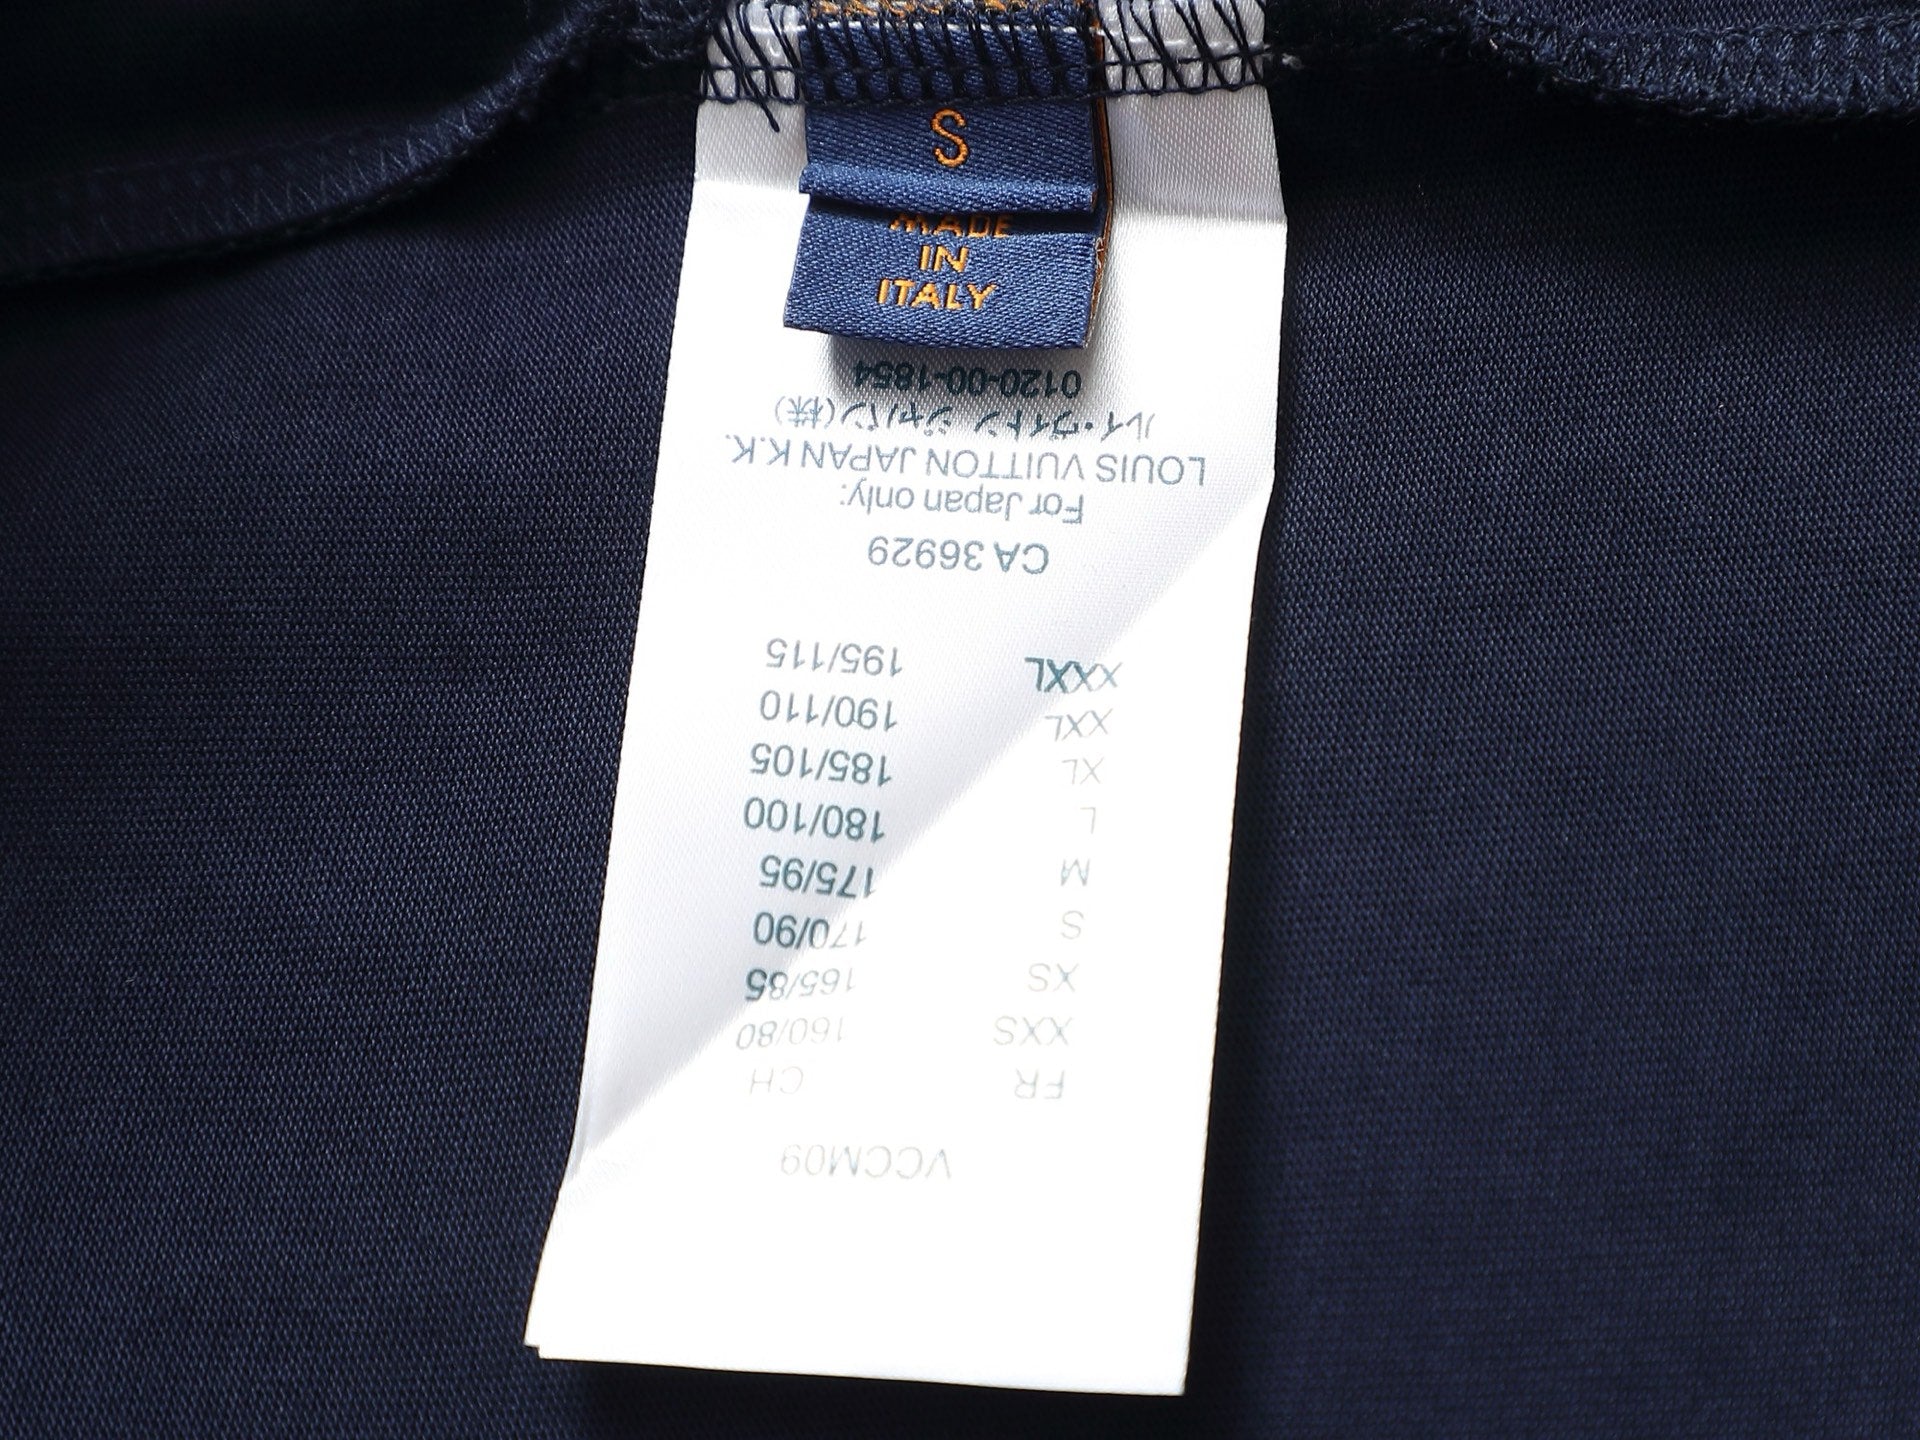 S
MADE
IN
ITALY
VCCM09
FR CH
XXS 160/80
XS 165/85
S 170/90
M 175/95
L 180/100
XL 185/105
XXL 190/110
XXXL 195/115
CA 36929
For Japan only:
LOUIS VUITTON JAPAN K.K.
ルイ・ヴィトン ジャパン(株)
0120-00-1854